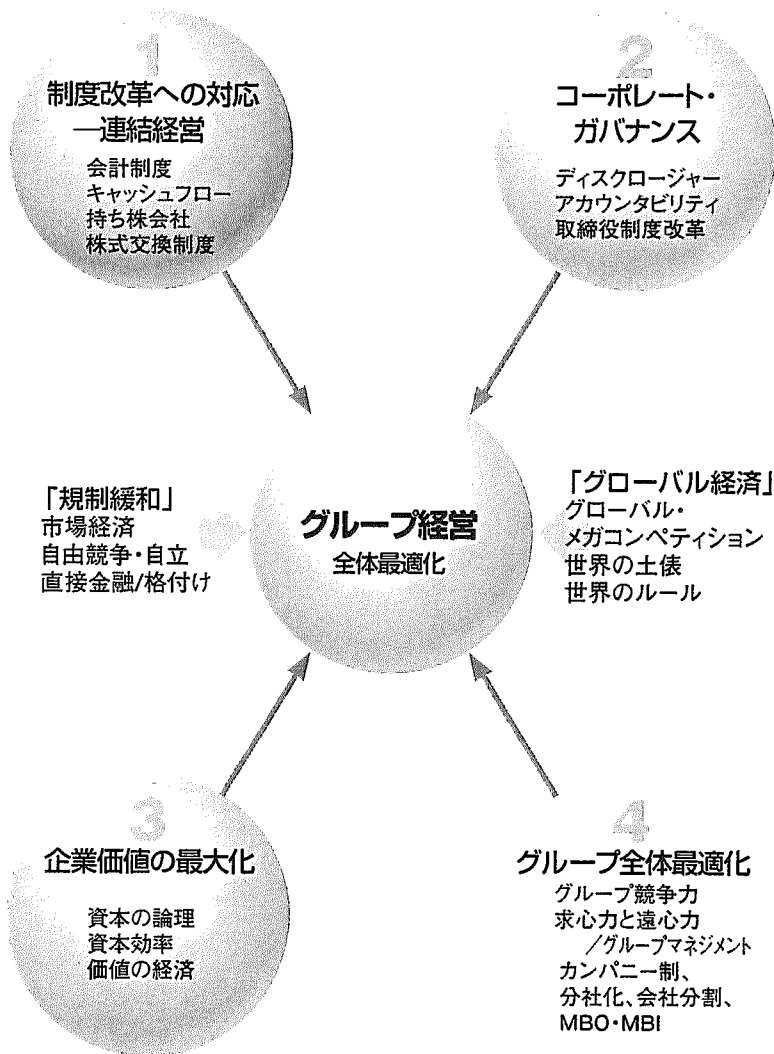 1
制度改革への対応
―連結経営
会計制度
キャッシュフロー
持ち株会社
株式交換制度
2
コーポレート・
ガバナンス
ディスクロージャー
アカウンタビリティ
取締役制度改革
「規制緩和」
市場経済
自由競争・自立
直接金融/格付け
グループ経営
全体最適化
「グローバル経済」
グローバル・
メガコンペティション
世界の土俵
世界のルール
3
企業価値の最大化
資本の論理
資本効率
価値の経済
4
グループ全体最適化
グループ競争力
求心力と遠心力
/グループマネジメント
カンパニー制、
分社化、会社分割、
MBO・MBI